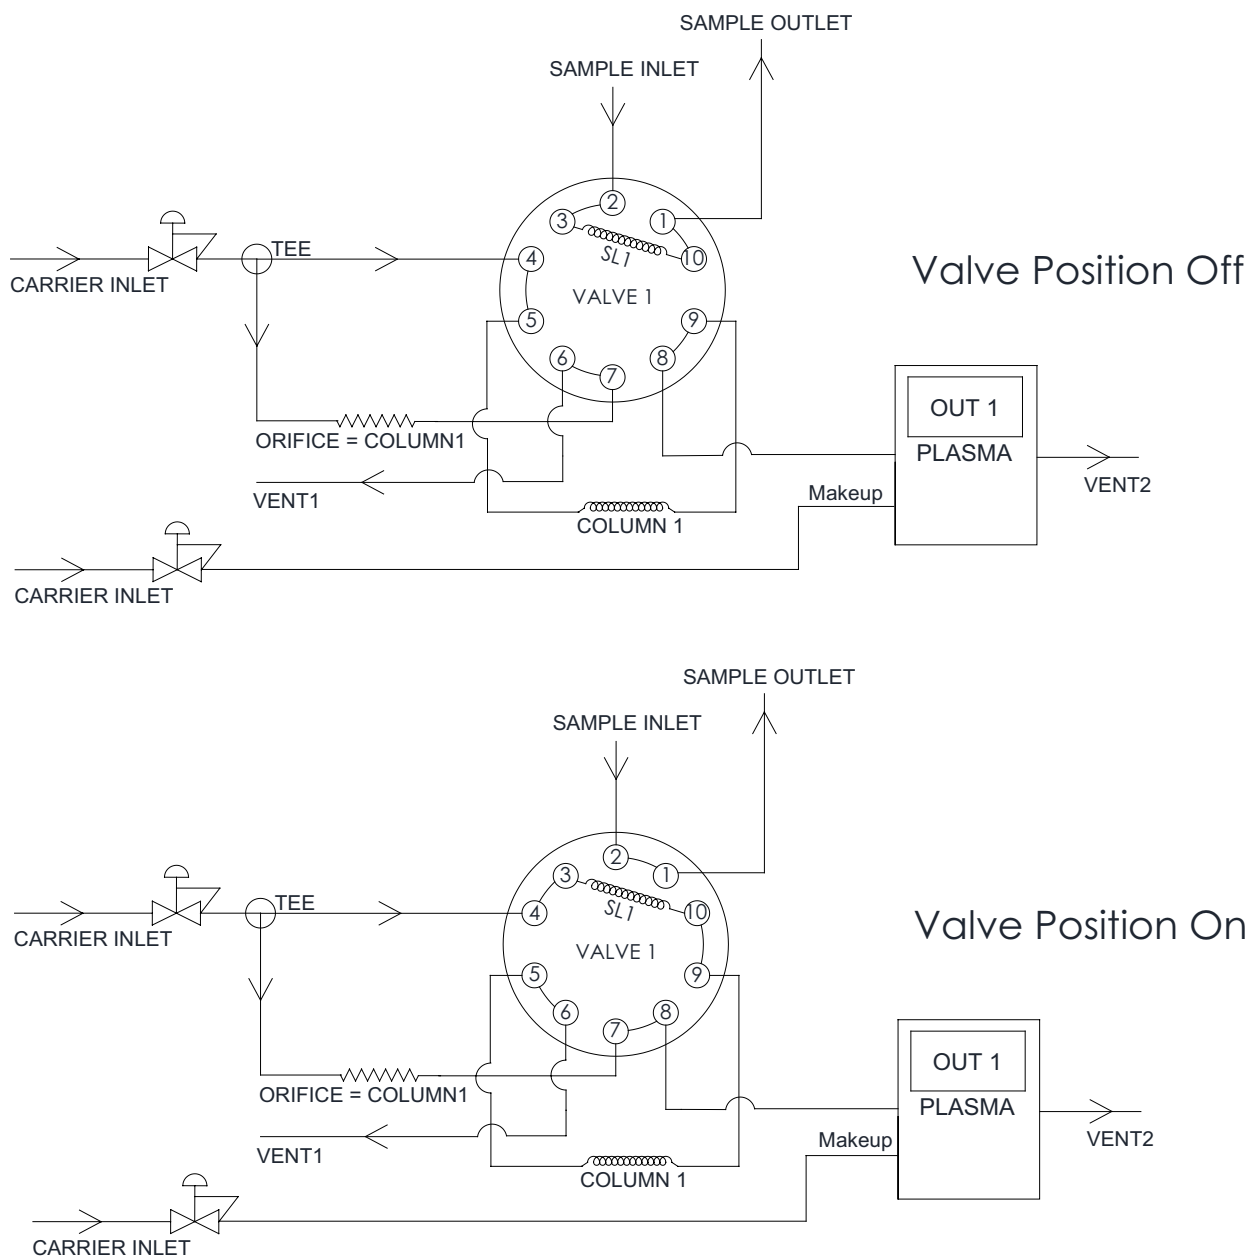 SAMPLE OUTLET
SAMPLE INLET
2
3
1
TEE
4
SL1
10
CARRIER INLET
Valve Position Off
VALVE 1
5
9
6
7
8
OUT 1
ORIFICE = COLUMN1
PLASMA
VENT1
Makeup
VENT2
COLUMN 1
CARRIER INLET
SAMPLE OUTLET
SAMPLE INLET
2
3
1
TEE
4
SL1
10
CARRIER INLET
Valve Position On
VALVE 1
5
9
6
7
8
OUT 1
ORIFICE = COLUMN1
PLASMA
VENT1
Makeup
VENT2
COLUMN 1
CARRIER INLET